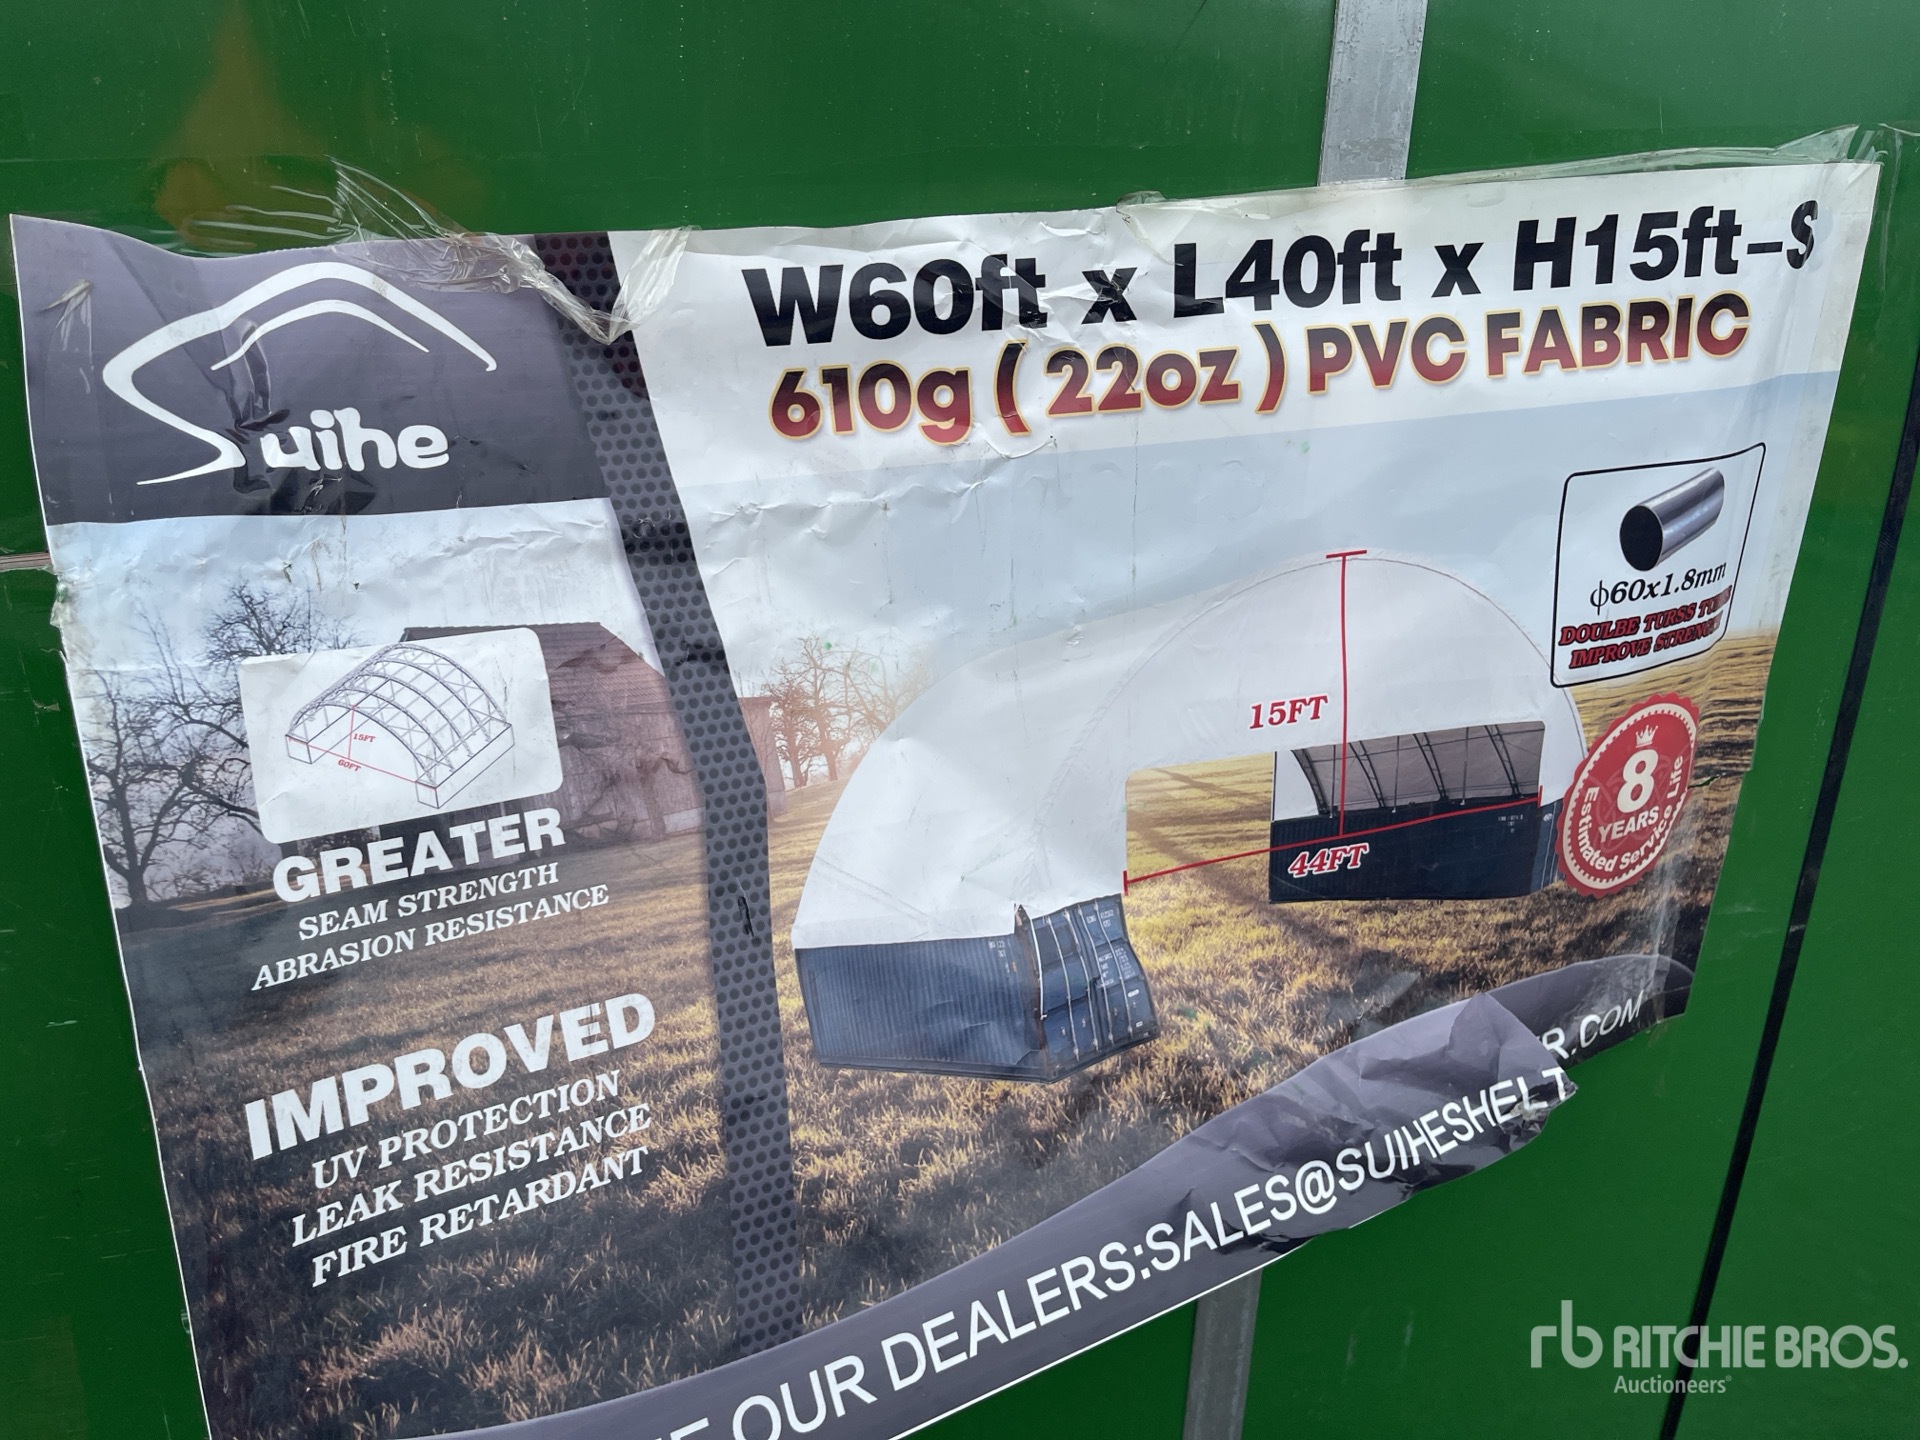 Suihe
W60ft x L40ft x H15ft-S
610g ( 22oz ) PVC FABRIC
ϕ60x1.8mm
DOULBE TURSS
IMPROVE
15FT
60FT
GREATER
SEAM STRENGTH
ABRASION RESISTANCE
IMPROVED
UV PROTECTION
LEAK RESISTANCE
FIRE RETARDANT
15FT
44FT
8
YEARS
Estimated Service Life
OUR DEALERS:SALES@SUIHESHELT R.COM
rb RITCHIE BROS.
Auctioneers